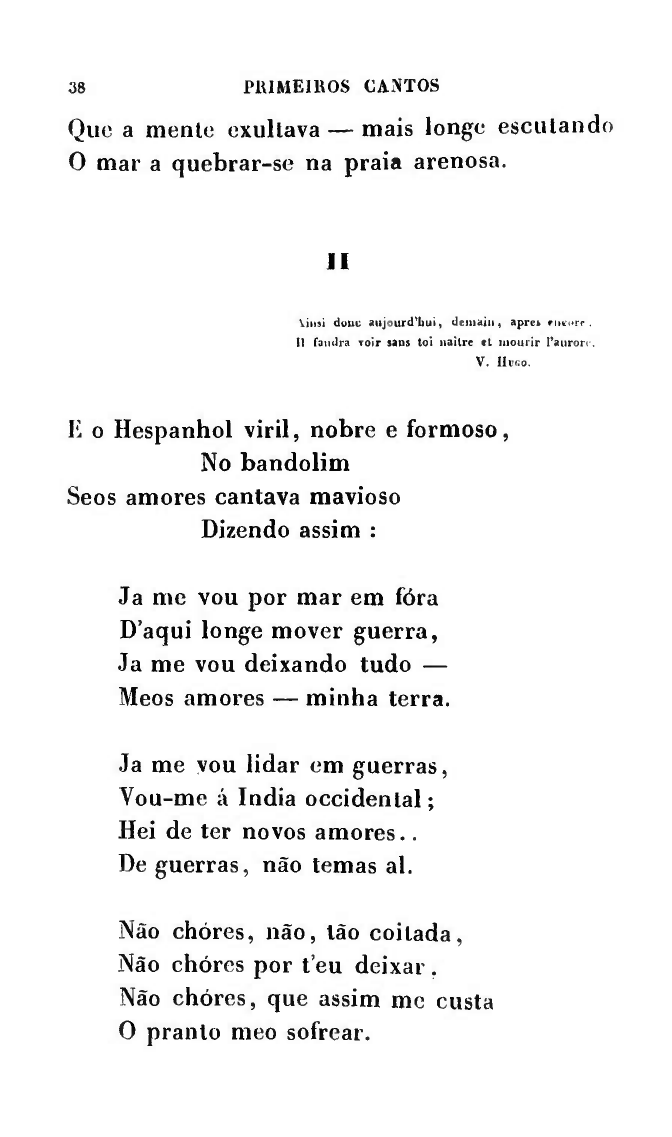 38 PRIMEIROS CANTOS
Que a mente exultava — mais longe escutando
O mar a quebrar-se na praia arenosa.
II
Ainsi donc aujourd'hui, demain, apres encore.
Il faudra voir sans toi naitre et mourir l'aurore.
V. HUGO.
E o Hespanhol viril, nobre e formoso,
No bandolim
Seos amores cantava mavioso
Dizendo assim :
Ja me vou por mar em fóra
D'aqui longe mover guerra,
Ja me vou deixando tudo —
Meos amores — minha terra.
Ja me vou lidar em guerras,
Vou-me á India occidental ;
Hei de ter novos amores..
De guerras, não temas al.
Não chóres, não, tão coitada,
Não chóres por t'eu deixar.
Não chóres, que assim me custa
O pranto meo sofrear.